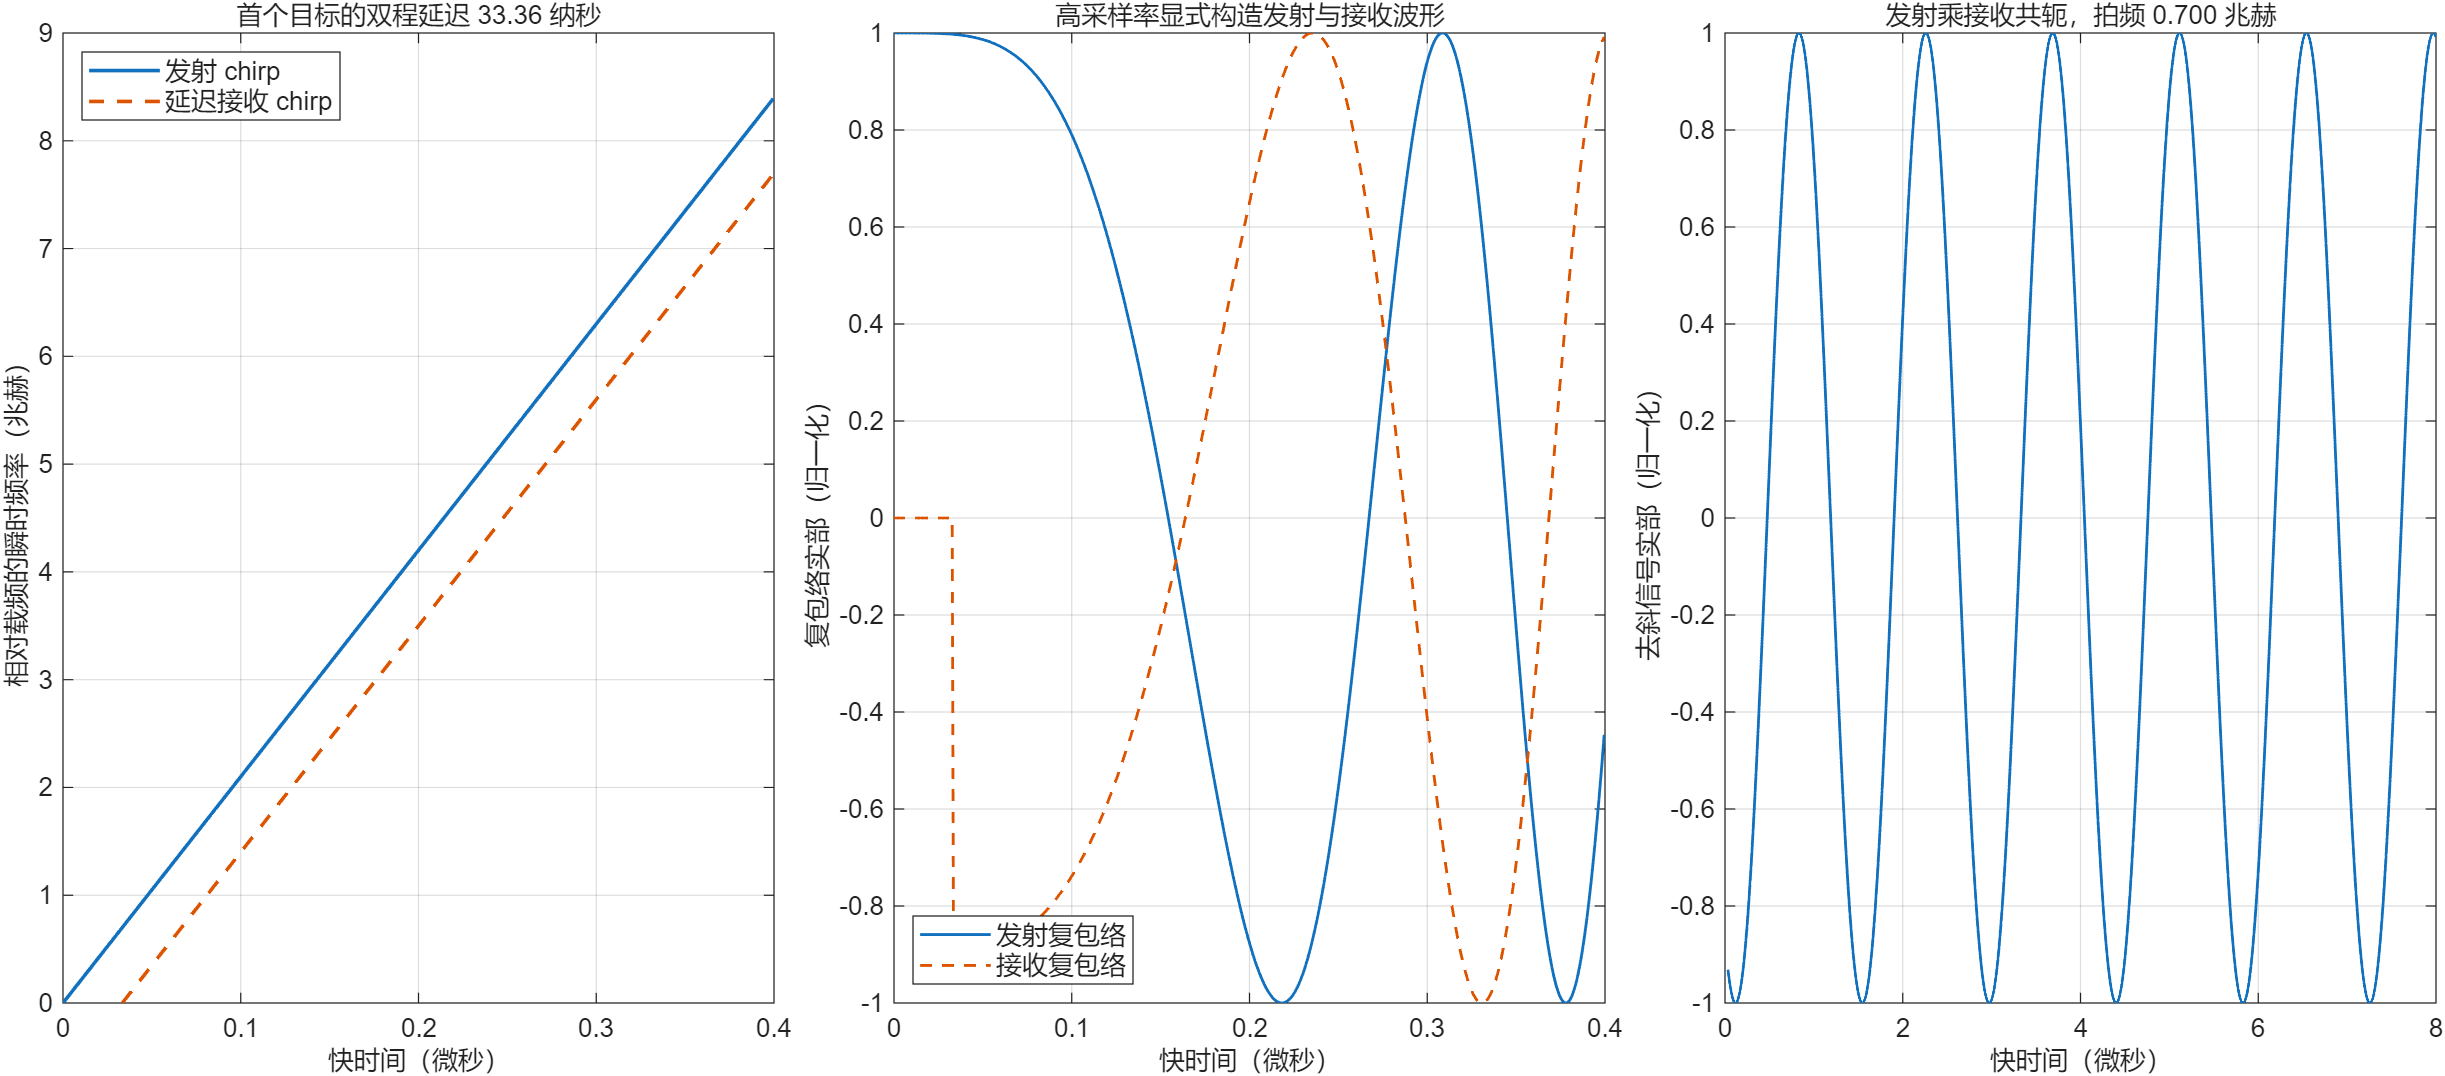 首个目标的双程延迟 33.36 纳秒
9
8
7
6
5
4
3
2
1
0
0 0.1 0.2 0.3 0.4
相对载频的瞬时频率（兆赫）
快时间（微秒）
发射 chirp
延迟接收 chirp
高采样率显式构造发射与接收波形
1
0.8
0.6
0.4
0.2
0
-0.2
-0.4
-0.6
-0.8
-1
0 0.1 0.2 0.3 0.4
复包络实部（归一化）
快时间（微秒）
发射复包络
接收复包络
发射乘接收共轭，拍频 0.700 兆赫
1
0.8
0.6
0.4
0.2
0
-0.2
-0.4
-0.6
-0.8
-1
0 2 4 6 8
去斜信号实部（归一化）
快时间（微秒）